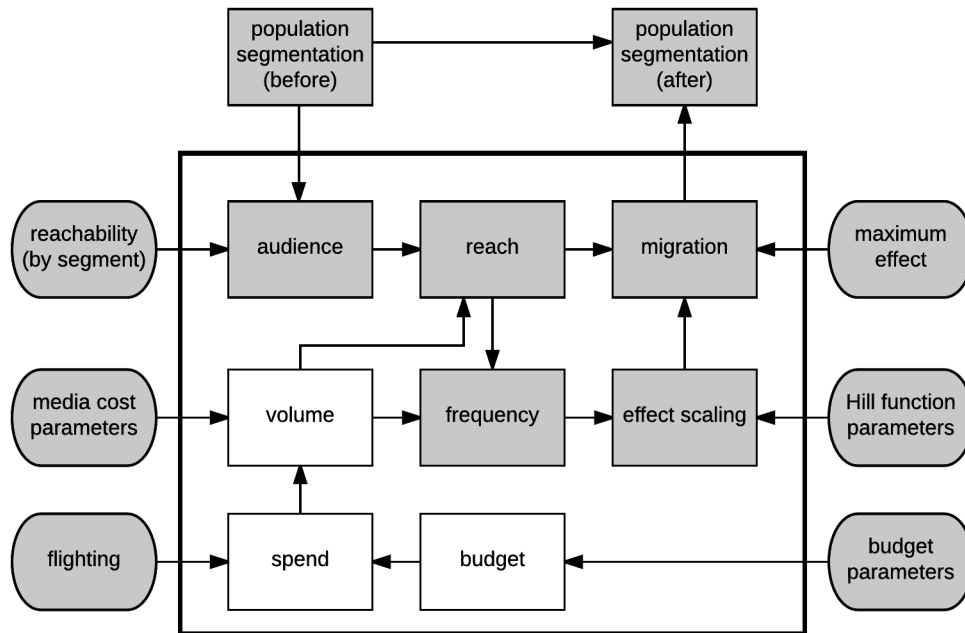 population
segmentation
(before)
population
segmentation
(after)
reachability
(by segment)
audience
reach
migration
maximum
effect
media cost
parameters
volume
frequency
effect scaling
Hill function
parameters
flighting
spend
budget
budget
parameters